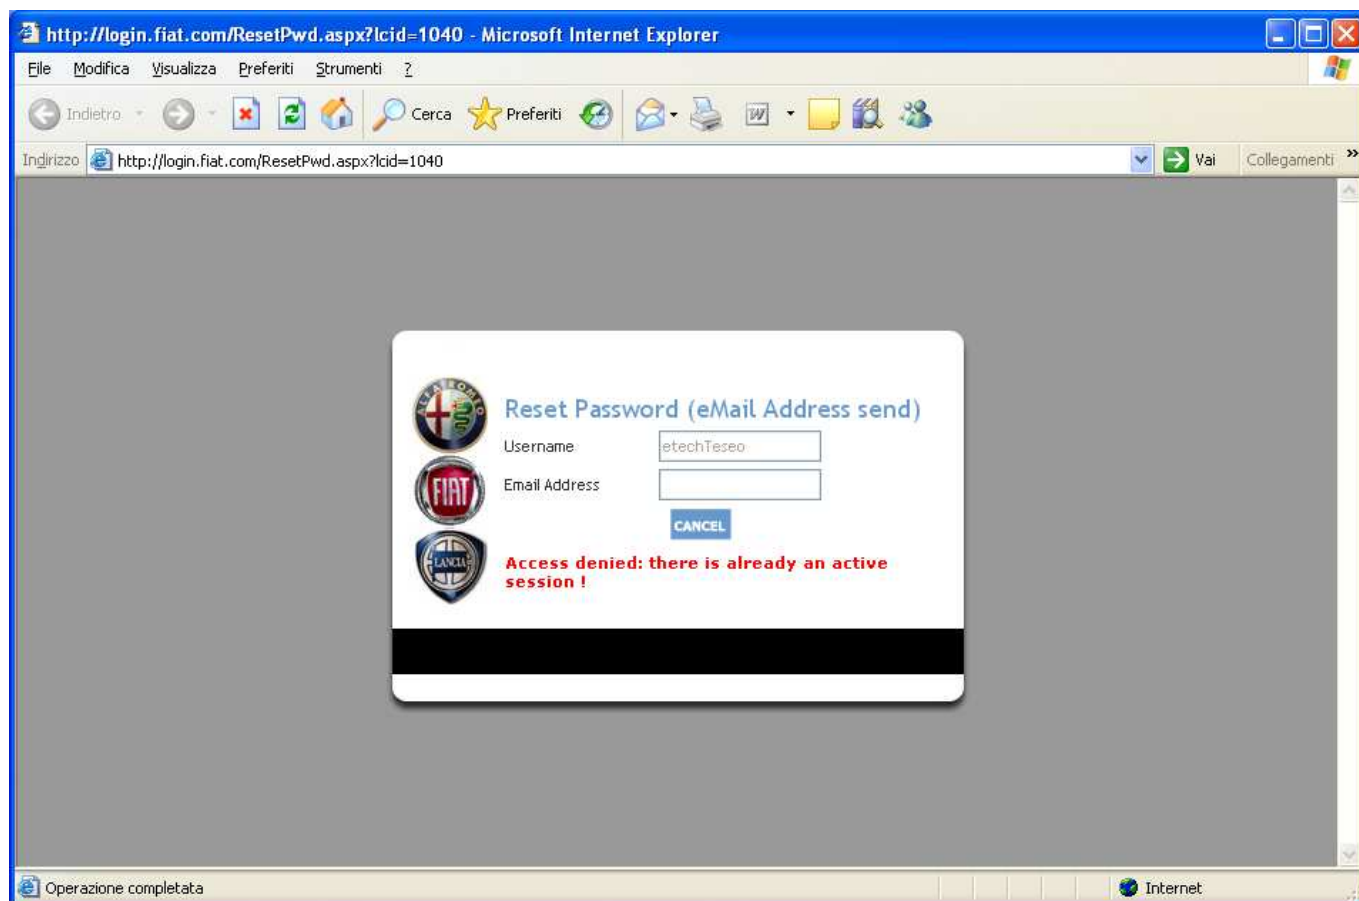 http://login.fiat.com/ResetPwd.aspx?lcid=1040 - Microsoft Internet Explorer
File Modifica Visualizza Preferiti Strumenti ?
Indietro Cerca Preferiti W
Indirizzo http://login.fiat.com/ResetPwd.aspx?lcid=1040 Vai Collegamenti »
ALFA ROMEO
Reset Password (eMail Address send)
Username etechTeseo
FIAT
Email Address
CANCEL
LANCIA
Access denied: there is already an active
session !
Operazione completata Internet